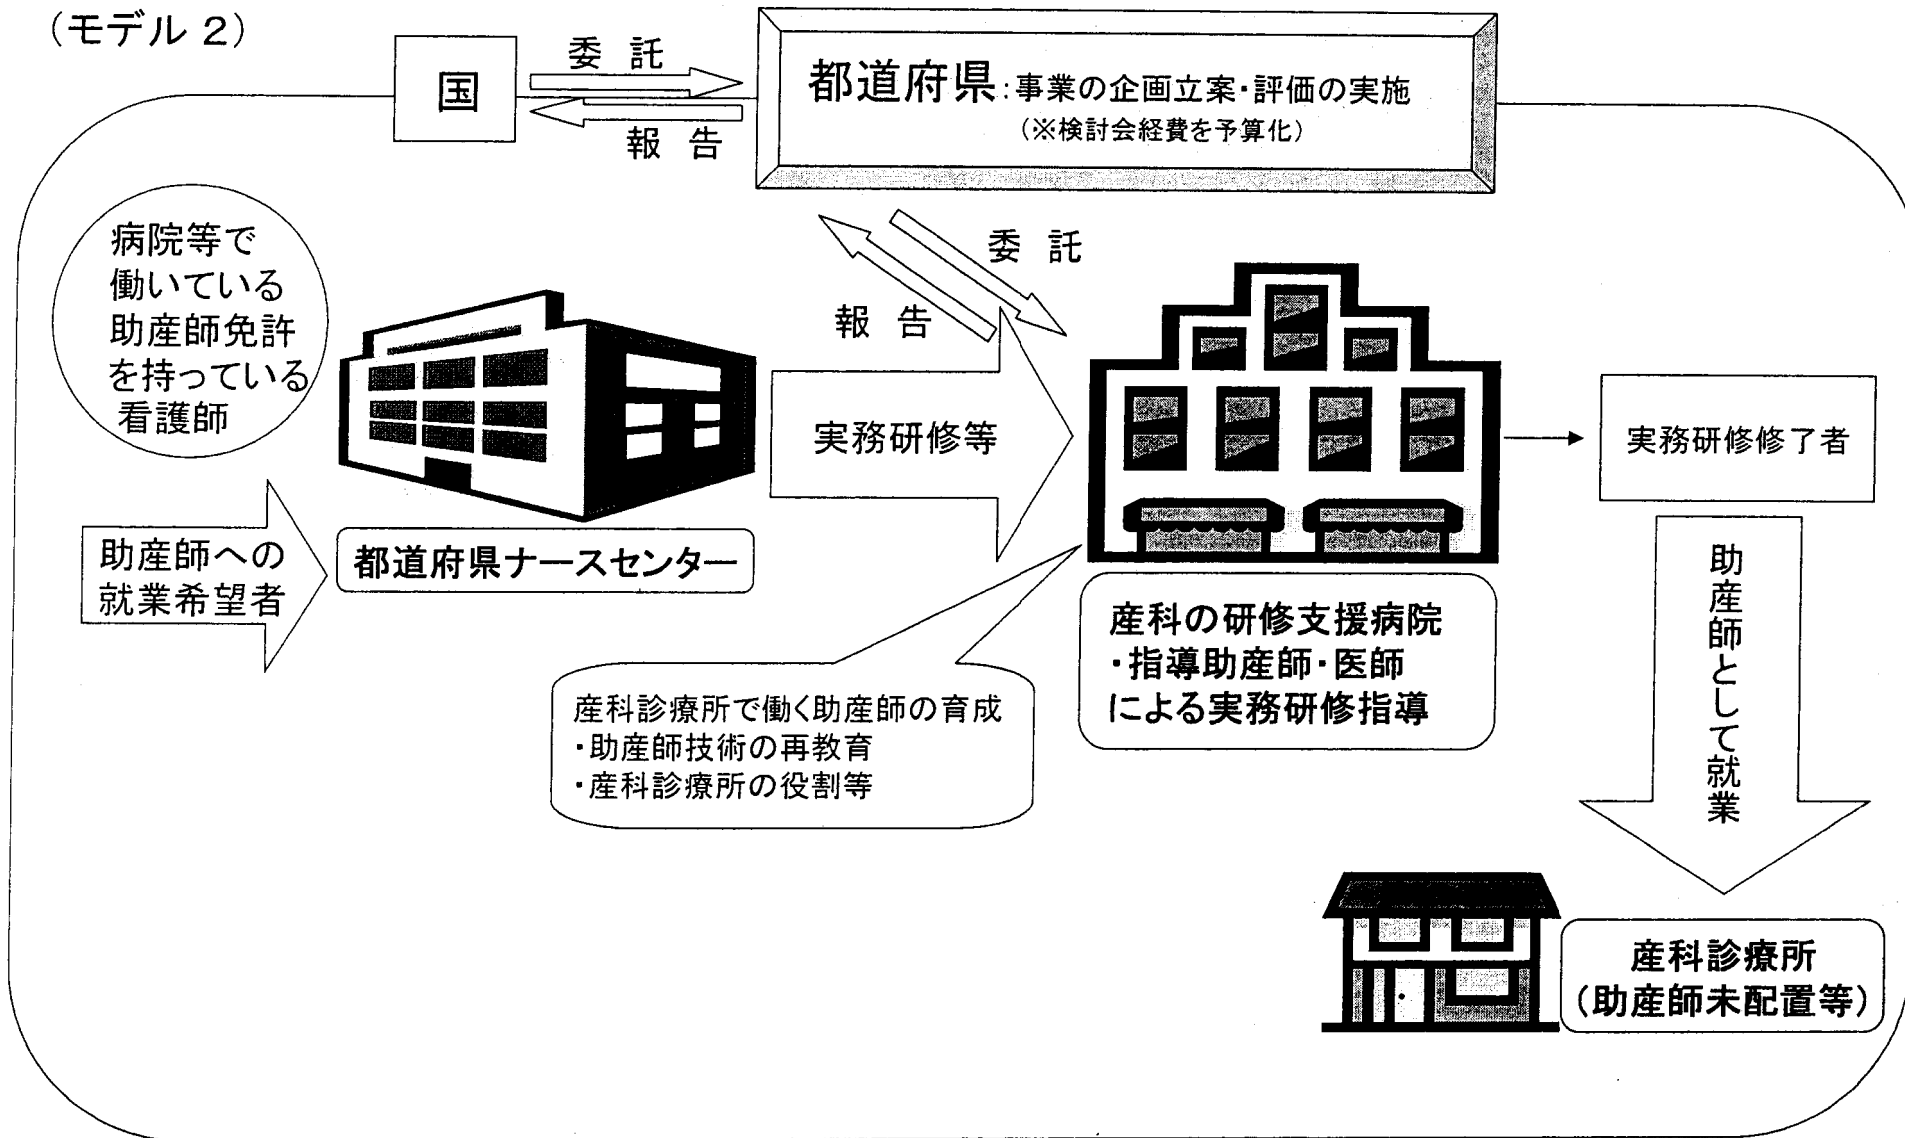 (モデル 2)
国
委 託
報 告
都道府県:事業の企画立案・評価の実施
(※検討会経費を予算化)
病院等で
働いている
助産師免許
を持っている
看護師
委 託
報 告
助産師への
就業希望者
都道府県ナースセンター
実務研修等
実務研修修了者
産科の研修支援病院
・指導助産師・医師
による実務研修指導
産科診療所で働く助産師の育成
・助産師技術の再教育
・産科診療所の役割等
助産師として就業
産科診療所
(助産師未配置等)